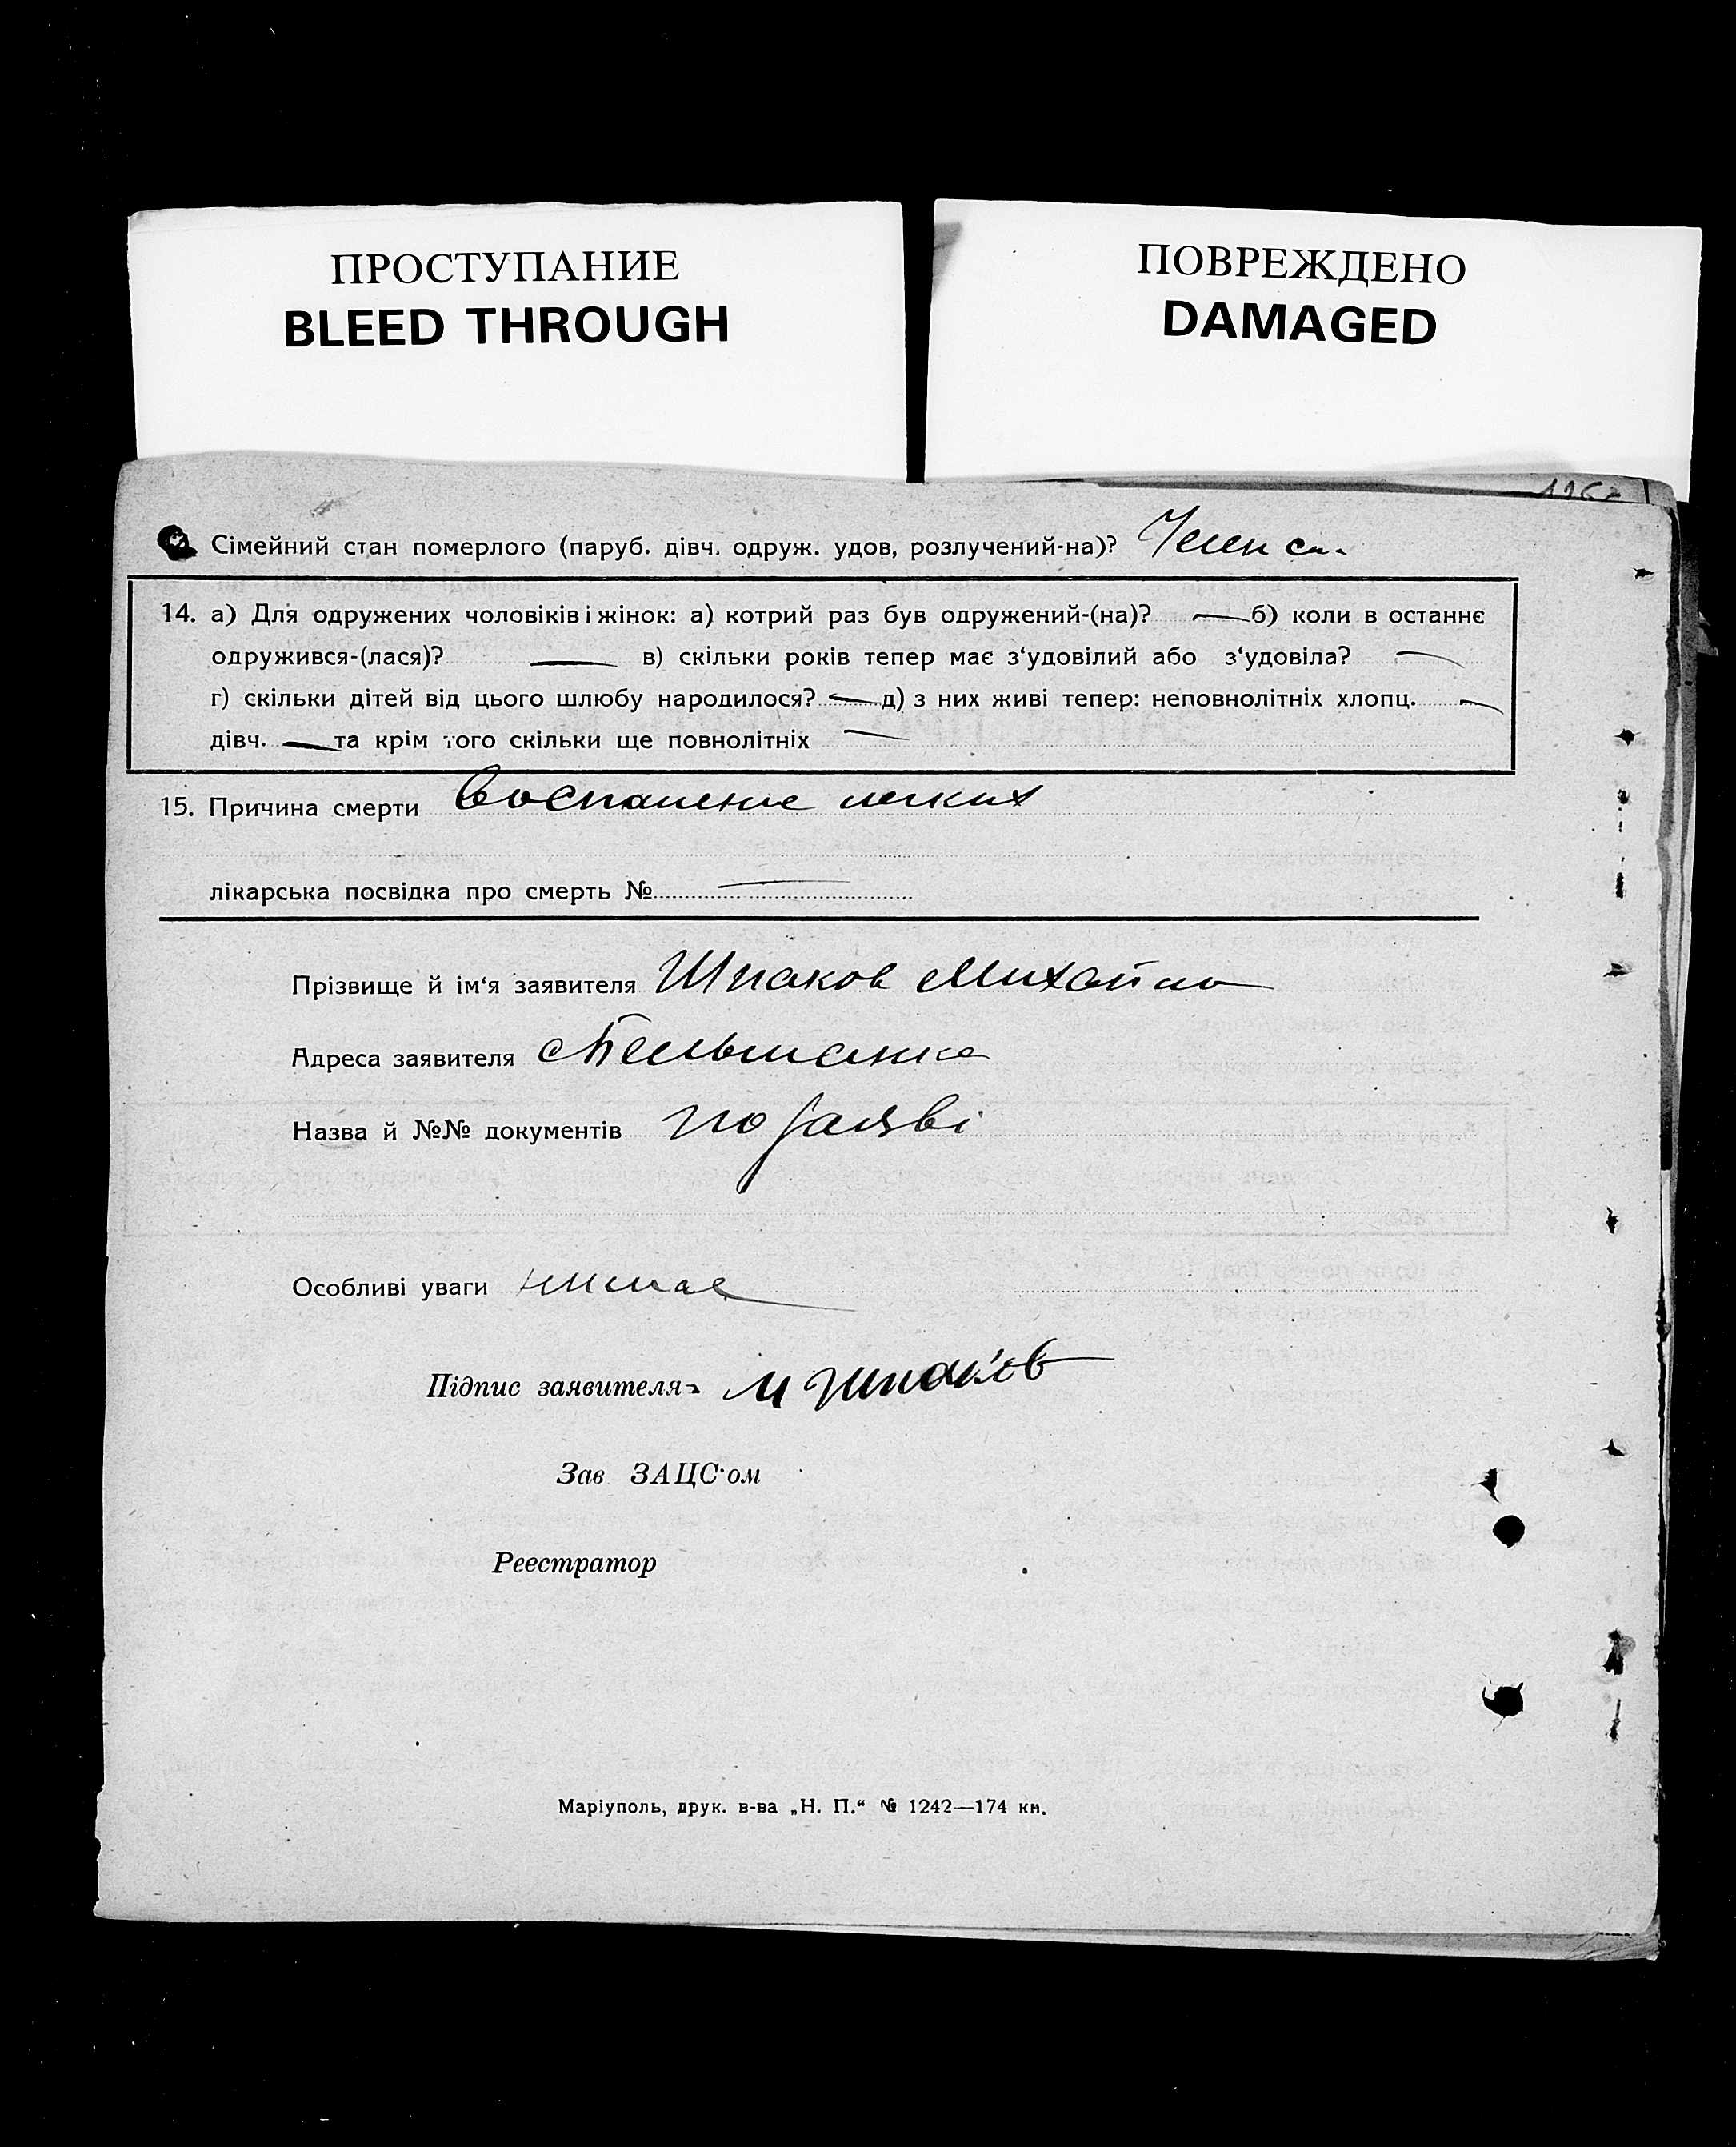 ПРОСТУПАНИЕ
BLEED THROUGH
ПОВРЕЖДЕНО
DAMAGED
Сімейний стан померлого (паруб. дівч. одруж. удов, розлучений-на)?
14. а) Для одружених чоловіків і жінок: а) котрий раз був одружений-(на)? — б) коли в останнє
одружився-(лася)? — в) скільки років тепер має з‘удовілий або з‘удовіла? —
г) скільки дітей від цього шлюбу народилося? — д) з них живі тепер: неповнолітніх хлопц. —
дівч. — та крім того скільки ще повнолітніх —
15. Причина смерти Воспаление легких
лікарська посвідка про смерть № —
Прізвище й ім‘я заявителя Шпаков Михайло
Адреса заявителя
Назва й №№ документів по заяві
Особливі уваги немае
Підпис заявителя М Шпаков
Зав ЗАЦС‘ом
Реестратор
Маріуполь, друк. в-ва „Н. П.“ № 1242—174 кн.